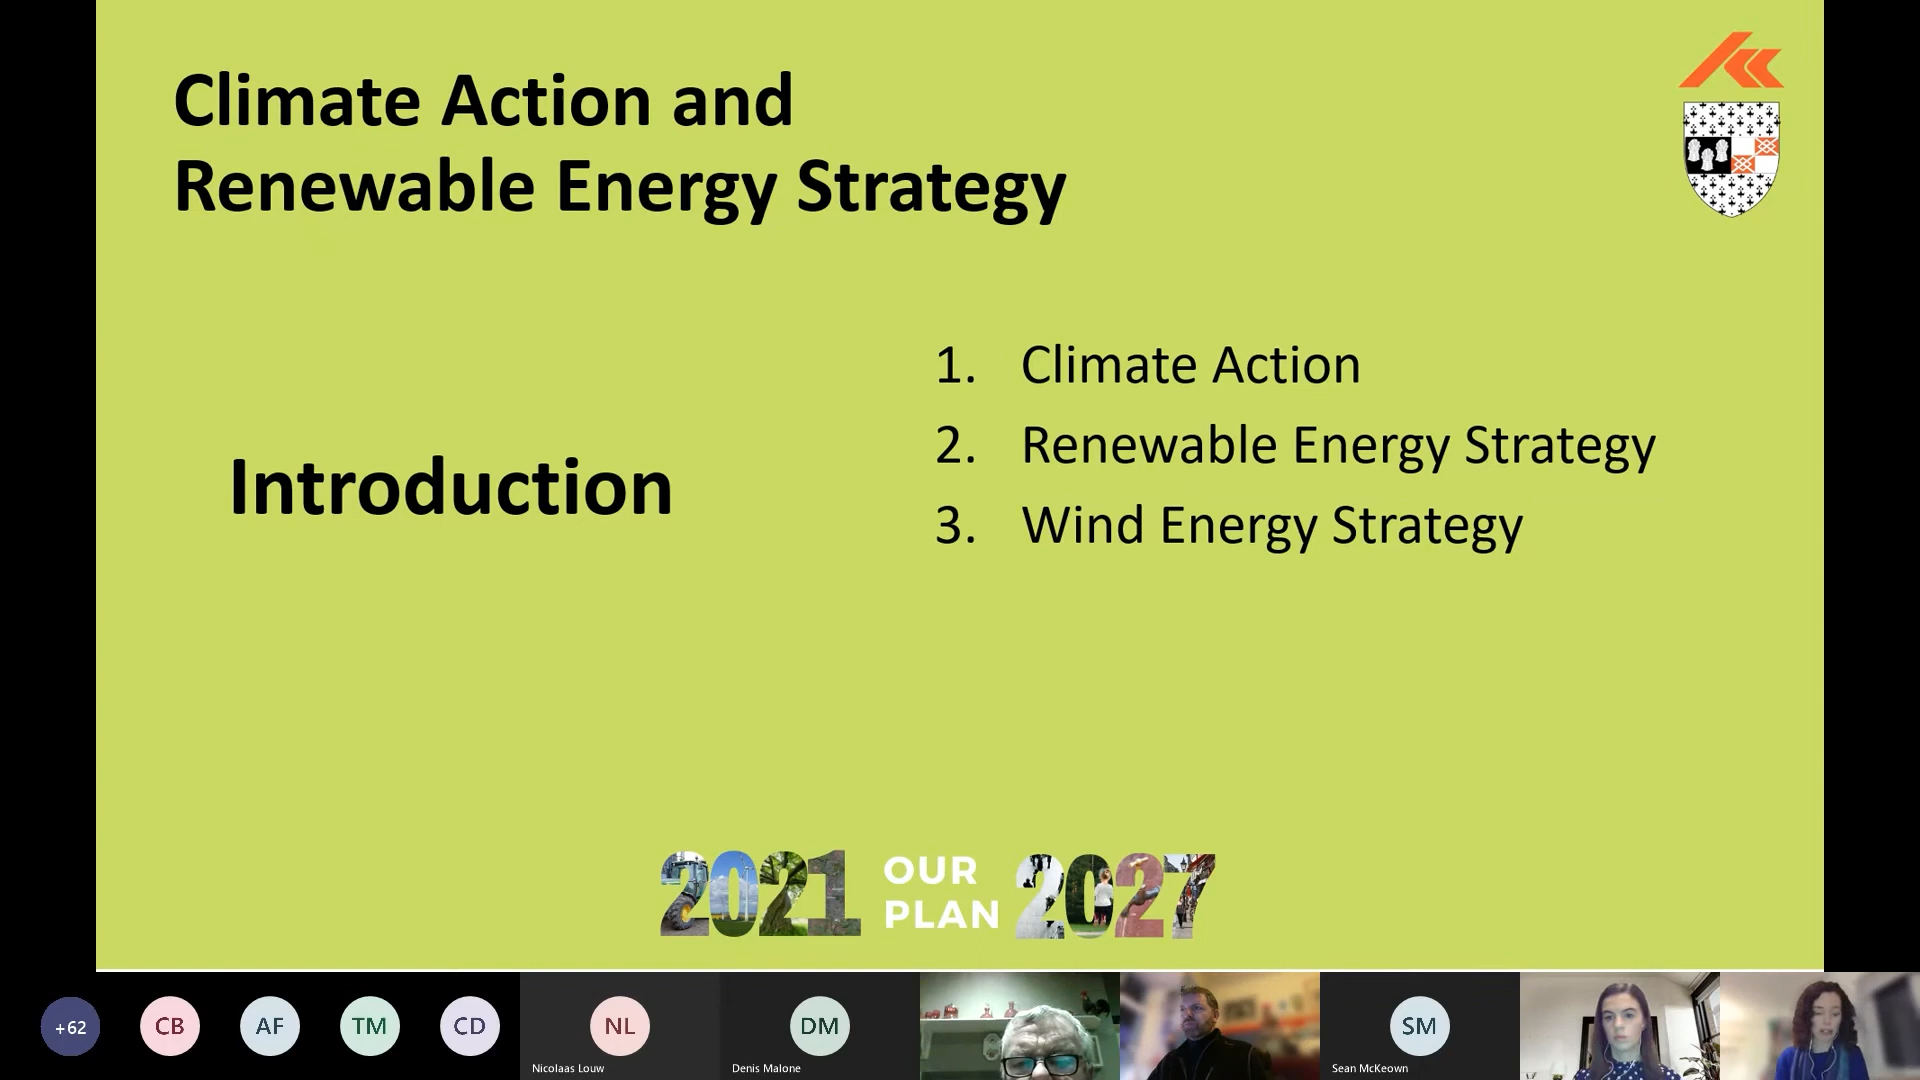 Climate Action and
Renewable Energy Strategy
Introduction
1. Climate Action
2. Renewable Energy Strategy
3. Wind Energy Strategy
2021 OUR PLAN 2027
+62
CB
AF
TM
CD
NL
Nicolaas Louw
DM
Denis Malone
SM
Sean McKeown